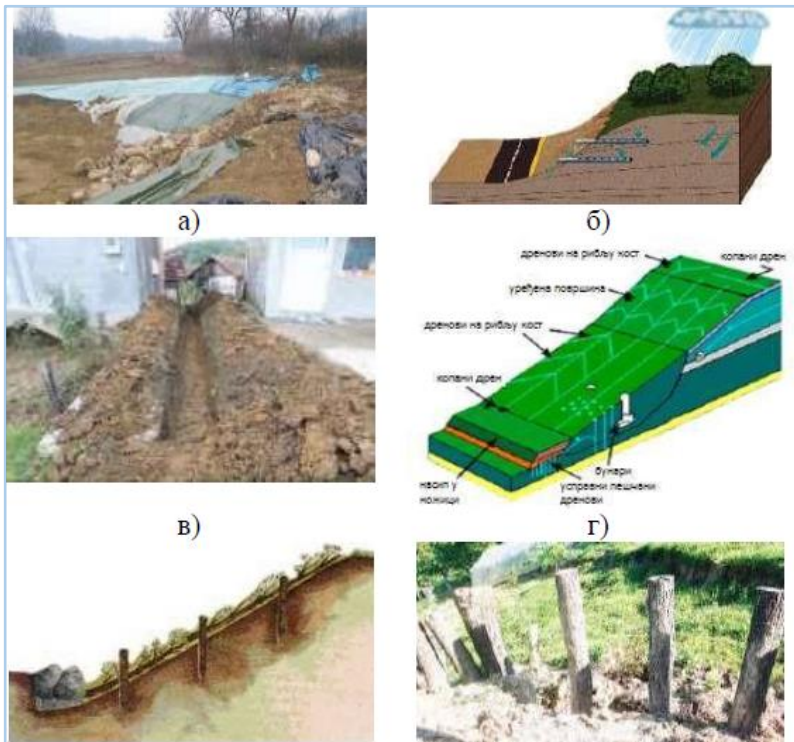 а)
б)
дренови на рибљу кост
копани дрен
уређена површина
дренови на рибљу кост
копани дрен
насип у
ножици
усправни пешчани
дренови
бунари
в)
г)